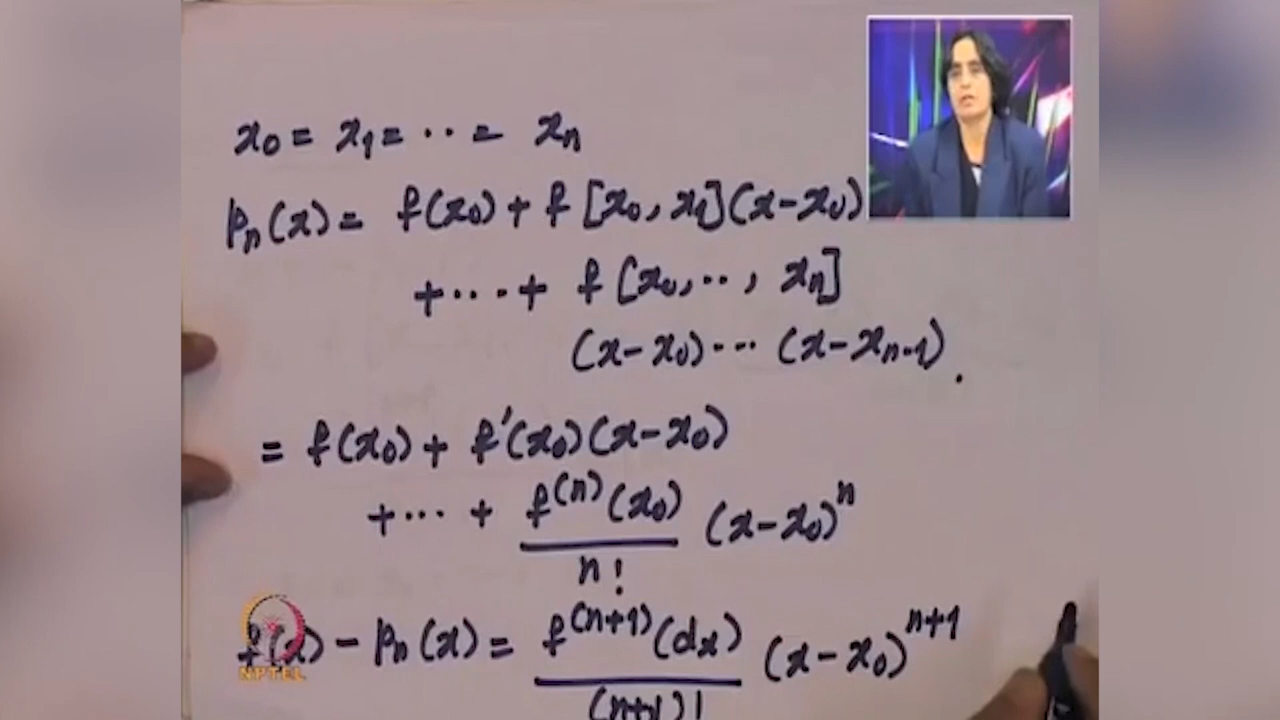 x₀ = x₁ = ·· = xₙ
pₙ(x) = f(x₀) + f[x₀, x₁](x-x₀)
+ ··· + f[x₀, ··, xₙ]
(x-x₀) ··· (x-xₙ₋₁).
= f(x₀) + f'(x₀)(x-x₀)
+ ··· + f⁽ⁿ⁾(x₀)/n! (x-x₀)ⁿ
f(x) - pₙ(x) = f⁽ⁿ⁺¹⁾(dₓ)/(n+1)! (x-x₀)ⁿ⁺¹
NPTEL